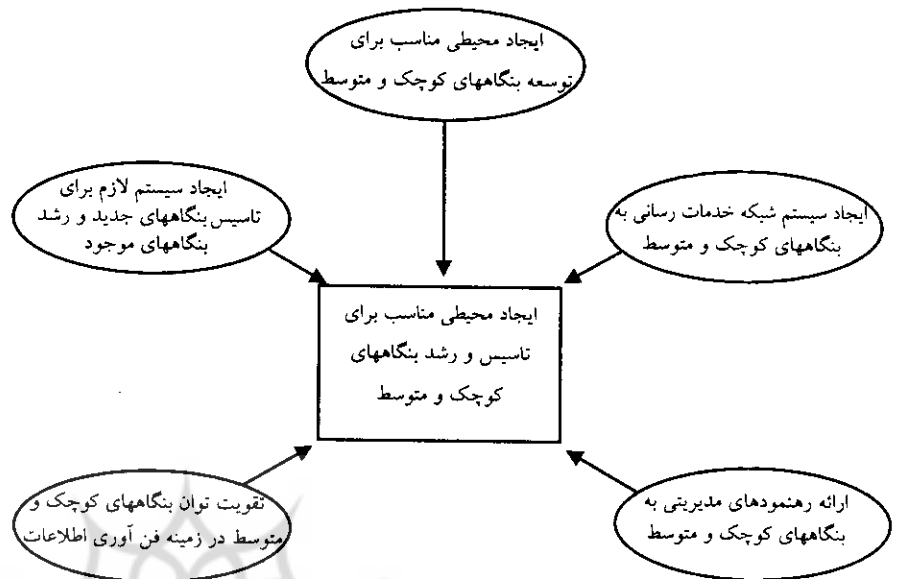 ایجاد محیطی مناسب برای
توسعه بنگاههای کوچک و متوسط
ایجاد سیستم شبکه خدمات رسانی به
بنگاههای کوچک و متوسط
ایجاد سیستم لازم برای
تاسیس بنگاههای جدید و رشد
بنگاههای موجود
ایجاد محیطی مناسب برای
تاسیس و رشد بنگاههای
کوچک و متوسط
ارائه رهنمودهای مدیریتی به
بنگاههای کوچک و متوسط
تقویت توان بنگاههای کوچک و
متوسط در زمینه فن آوری اطلاعات